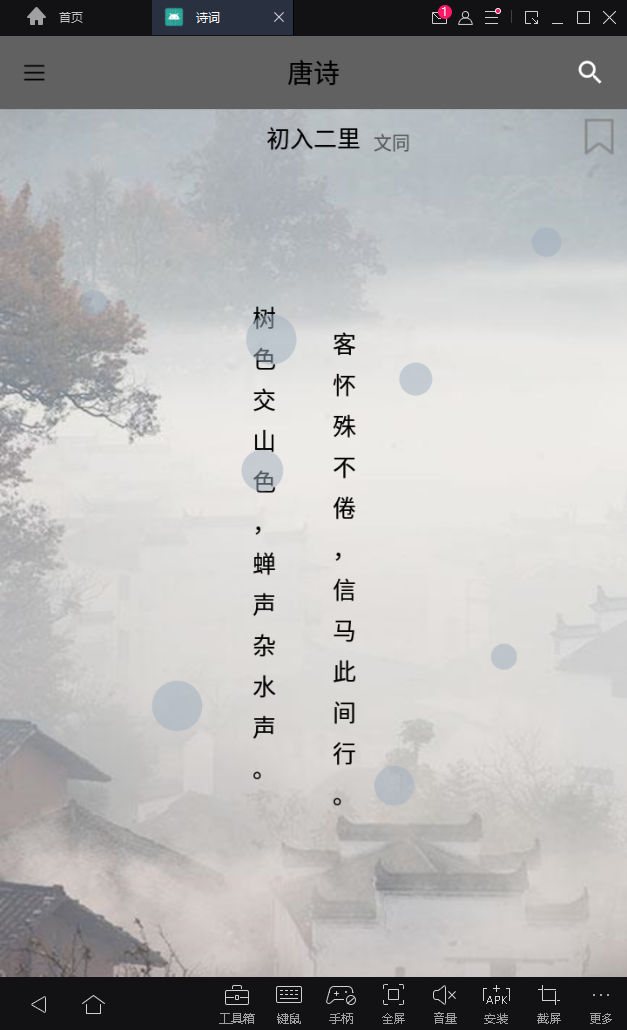 首页
诗词
1
唐诗
初入二里 文同
客怀殊不倦，信马此间行。
树色交山色，蝉声杂水声。
工具箱
键鼠
手柄
全屏
音量
APK
安装
截屏
更多